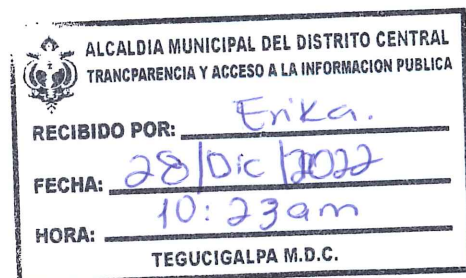 ALCALDIA MUNICIPAL DEL DISTRITO CENTRAL
TRANCPARENCIA Y ACCESO A LA INFORMACION PUBLICA
RECIBIDO POR: Erika.
FECHA: 28/Dic/2022
HORA: 10:23am
TEGUCIGALPA M.D.C.